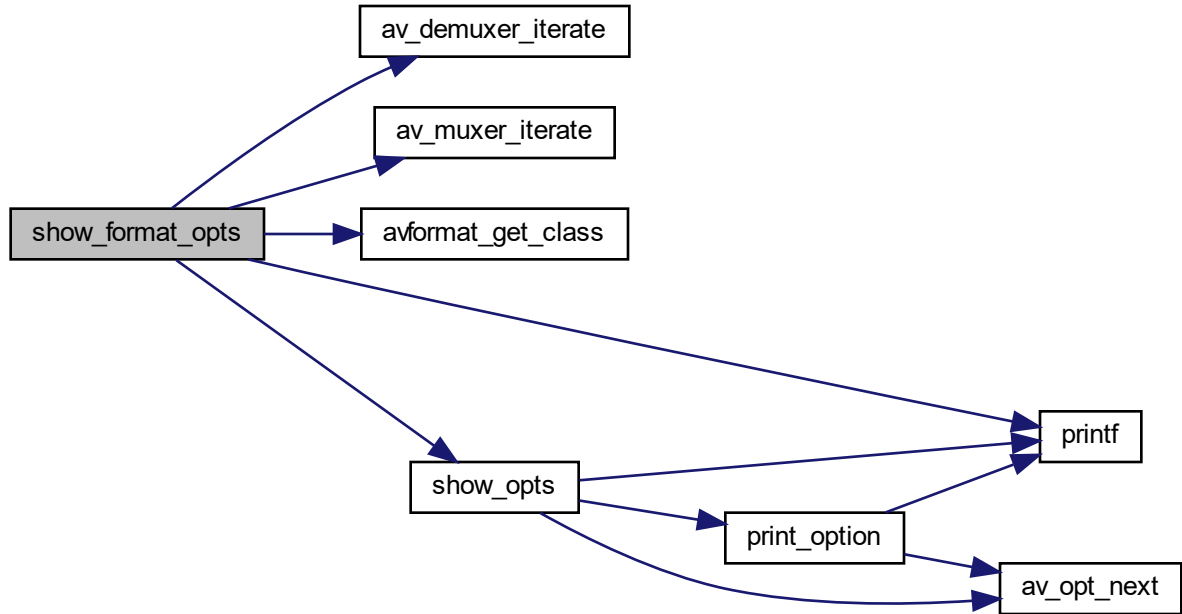 av_demuxer_iterate
av_muxer_iterate
show_format_opts
avformat_get_class
printf
show_opts
print_option
av_opt_next